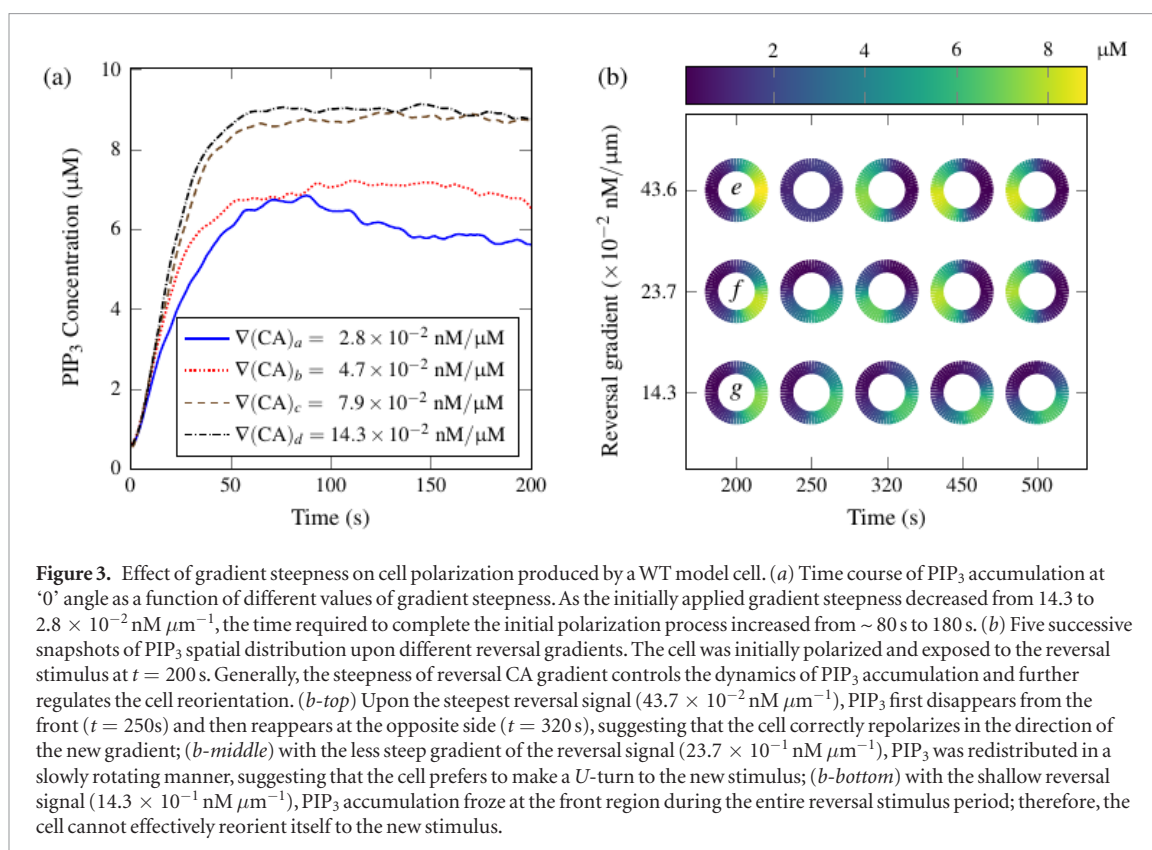 (a)
10
8
6
4
2
0
PIP₃ Concentration (μM)
∇(CA)a = 2.8 × 10⁻² nM/μM
∇(CA)b = 4.7 × 10⁻² nM/μM
∇(CA)c = 7.9 × 10⁻² nM/μM
∇(CA)d = 14.3 × 10⁻² nM/μM
0 50 100 150 200
Time (s)
(b)
2 4 6 8 μM
Reversal gradient (× 10⁻² nM/μm)
43.6 e
23.7 f
14.3 g
200 250 320 450 500
Time (s)
Figure 3. Effect of gradient steepness on cell polarization produced by a WT model cell. (a) Time course of PIP₃ accumulation at
‘0’ angle as a function of different values of gradient steepness. As the initially applied gradient steepness decreased from 14.3 to
2.8 × 10⁻² nM μm⁻¹, the time required to complete the initial polarization process increased from ~ 80 s to 180 s. (b) Five successive
snapshots of PIP₃ spatial distribution upon different reversal gradients. The cell was initially polarized and exposed to the reversal
stimulus at t = 200 s. Generally, the steepness of reversal CA gradient controls the dynamics of PIP₃ accumulation and further
regulates the cell reorientation. (b-top) Upon the steepest reversal signal (43.7 × 10⁻² nM μm⁻¹), PIP₃ first disappears from the
front (t = 250s) and then reappears at the opposite side (t = 320 s), suggesting that the cell correctly repolarizes in the direction of
the new gradient; (b-middle) with the less steep gradient of the reversal signal (23.7 × 10⁻¹ nM μm⁻¹), PIP₃ was redistributed in a
slowly rotating manner, suggesting that the cell prefers to make a U-turn to the new stimulus; (b-bottom) with the shallow reversal
signal (14.3 × 10⁻¹ nM μm⁻¹), PIP₃ accumulation froze at the front region during the entire reversal stimulus period; therefore, the
cell cannot effectively reorient itself to the new stimulus.